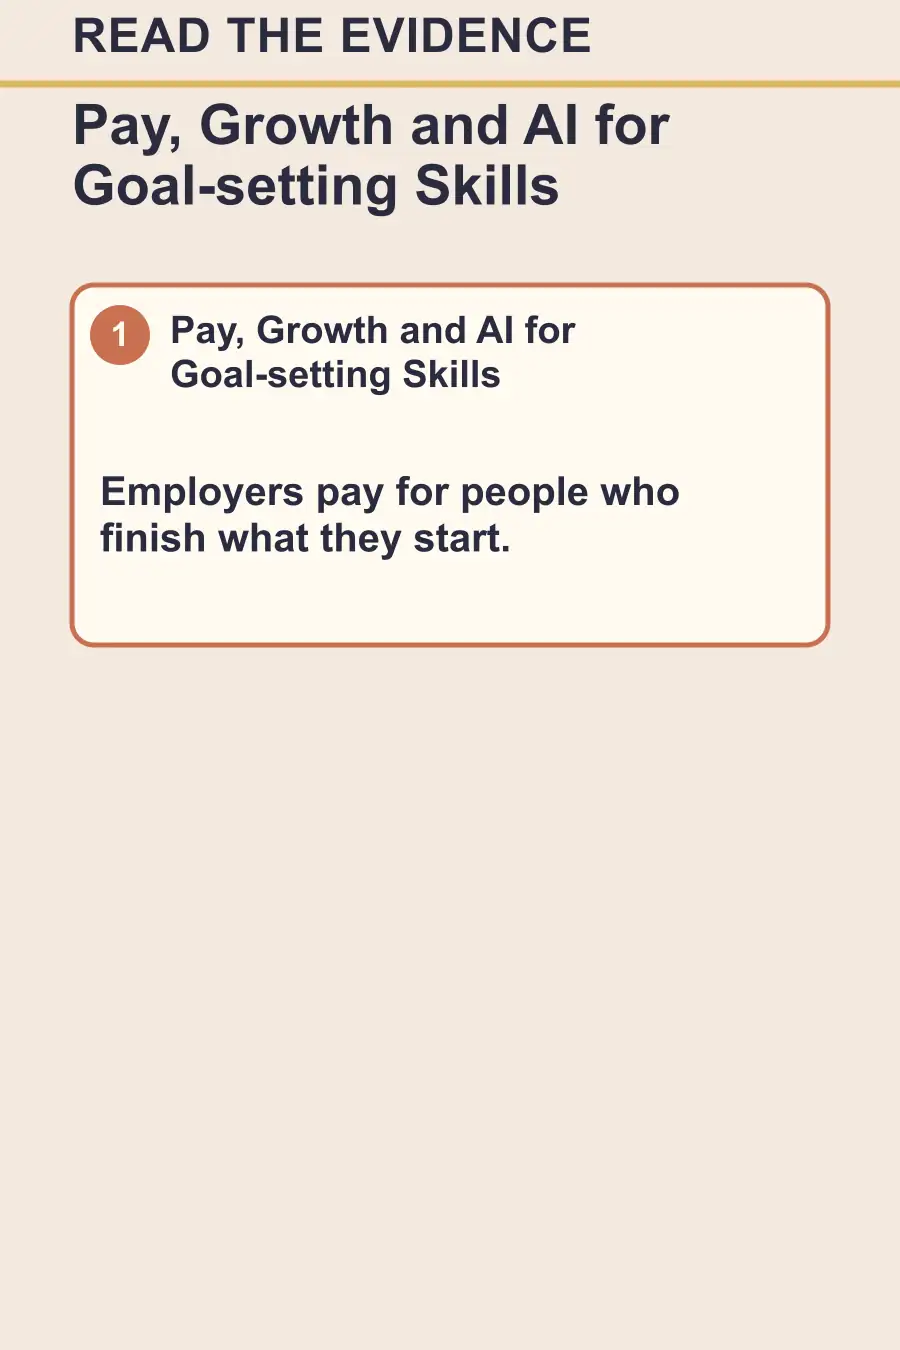 READ THE EVIDENCE
Pay, Growth and AI for
Goal-setting Skills
1
Pay, Growth and AI for
Goal-setting Skills
Employers pay for people who
finish what they start.